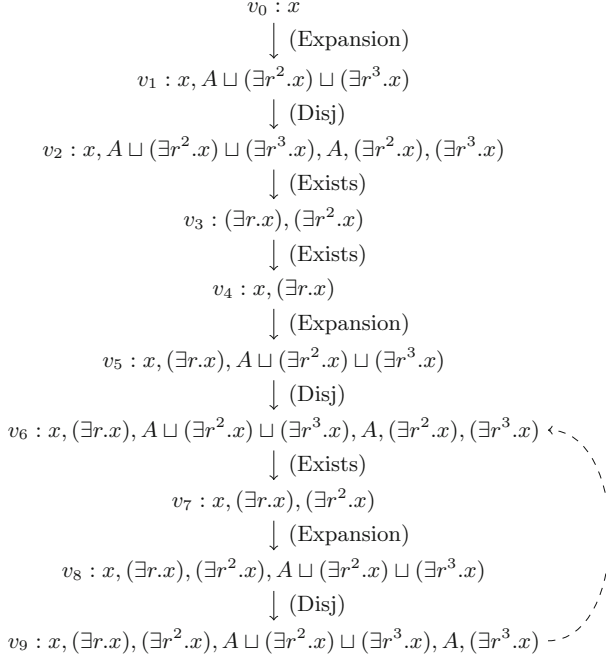 v₀ : x
(Expansion)
v₁ : x, A ⊔ (∃r².x) ⊔ (∃r³.x)
(Disj)
v₂ : x, A ⊔ (∃r².x) ⊔ (∃r³.x), A, (∃r².x), (∃r³.x)
(Exists)
v₃ : (∃r.x), (∃r².x)
(Exists)
v₄ : x, (∃r.x)
(Expansion)
v₅ : x, (∃r.x), A ⊔ (∃r².x) ⊔ (∃r³.x)
(Disj)
v₆ : x, (∃r.x), A ⊔ (∃r².x) ⊔ (∃r³.x), A, (∃r².x), (∃r³.x)
(Exists)
v₇ : x, (∃r.x), (∃r².x)
(Expansion)
v₈ : x, (∃r.x), (∃r².x), A ⊔ (∃r².x) ⊔ (∃r³.x)
(Disj)
v₉ : x, (∃r.x), (∃r².x), A ⊔ (∃r².x) ⊔ (∃r³.x), A, (∃r³.x)